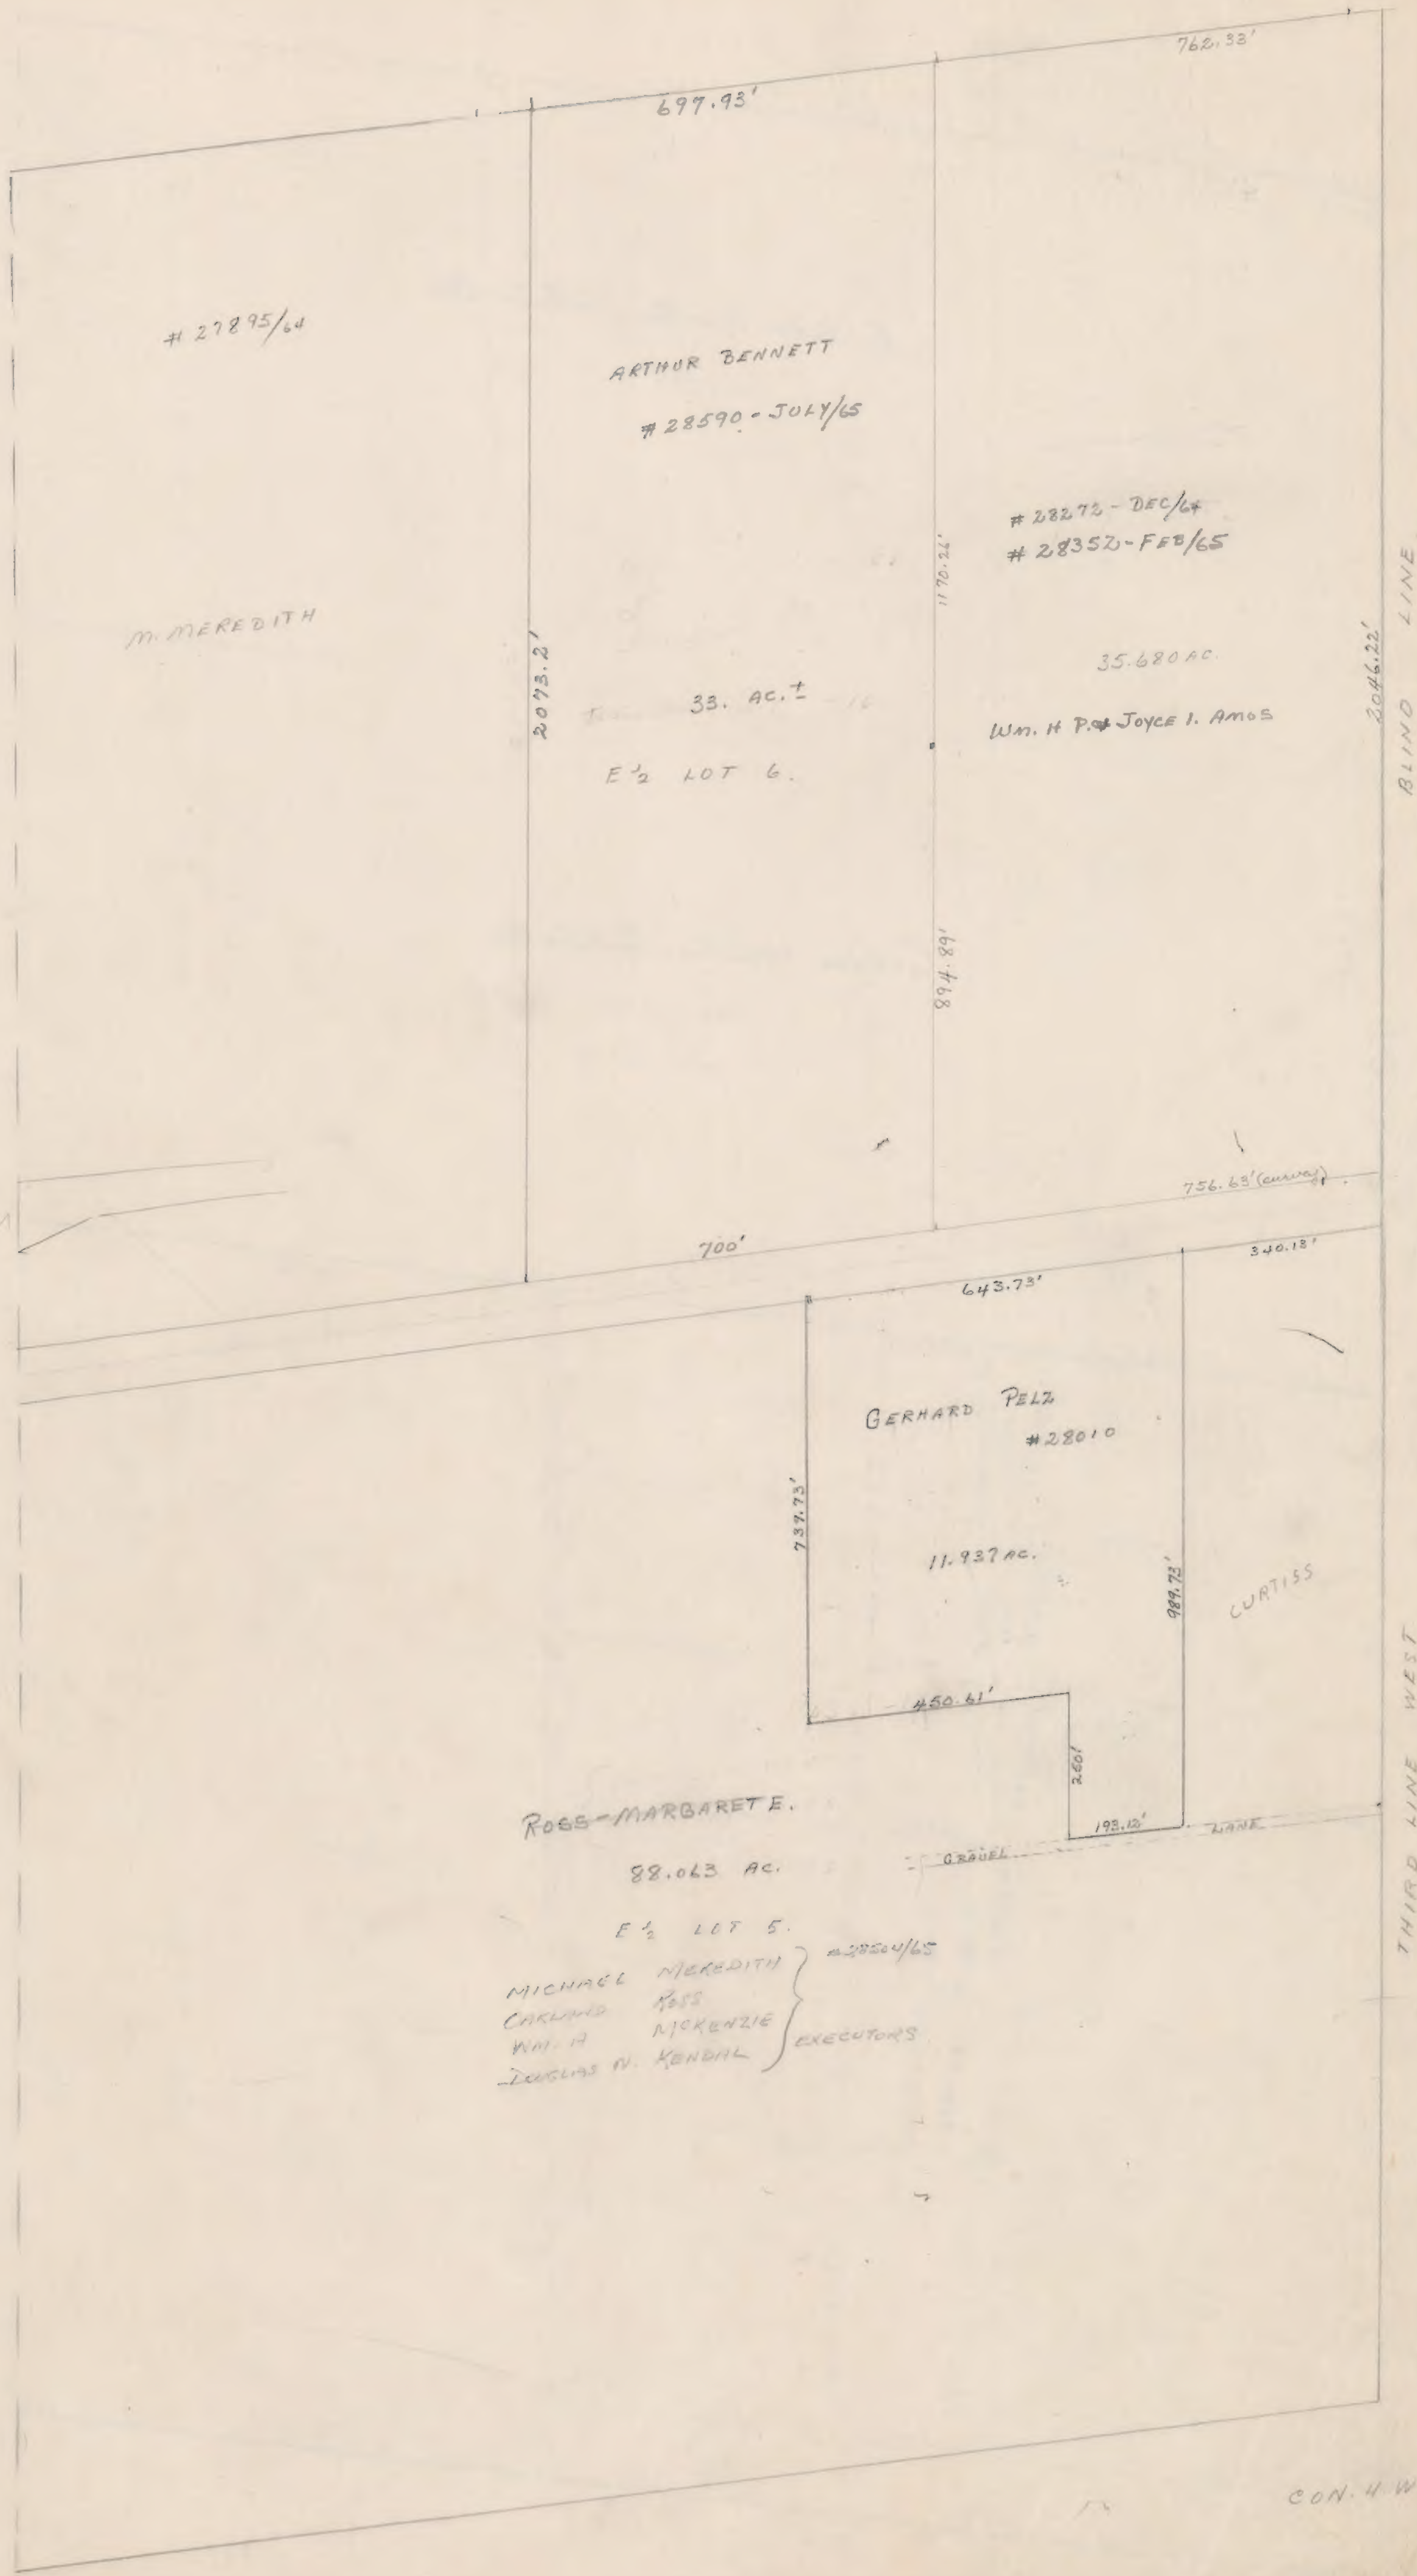 762.33'
697.93'
# 27895/64
ARTHUR BENNETT
# 28590 - JULY/65
# 28272 - DEC/64
# 28352 - FEB/65
1170.26'
M. MEREDITH
2073.2'
35.680 AC.
2046.22'
BLIND LINE
33. AC. ±
WM. H P. & JOYCE I. AMOS
E ½ LOT 6.
894.89'
756.63' (curve)
700'
340.13'
643.73'
GERHARD PELZ
#28010
739.73'
11.937 AC.
989.73'
CURTISS
450.61'
250'
THIRD LINE WEST
ROSS - MARGARET E.
193.12'
GRAVEL LANE
88.063 AC.
E ½ LOT 5.
MICHAEL MEREDITH
ROSS
WM. A MCKENZIE
DOUGLAS N. KENDAL
EXECUTORS
CON. 4 W